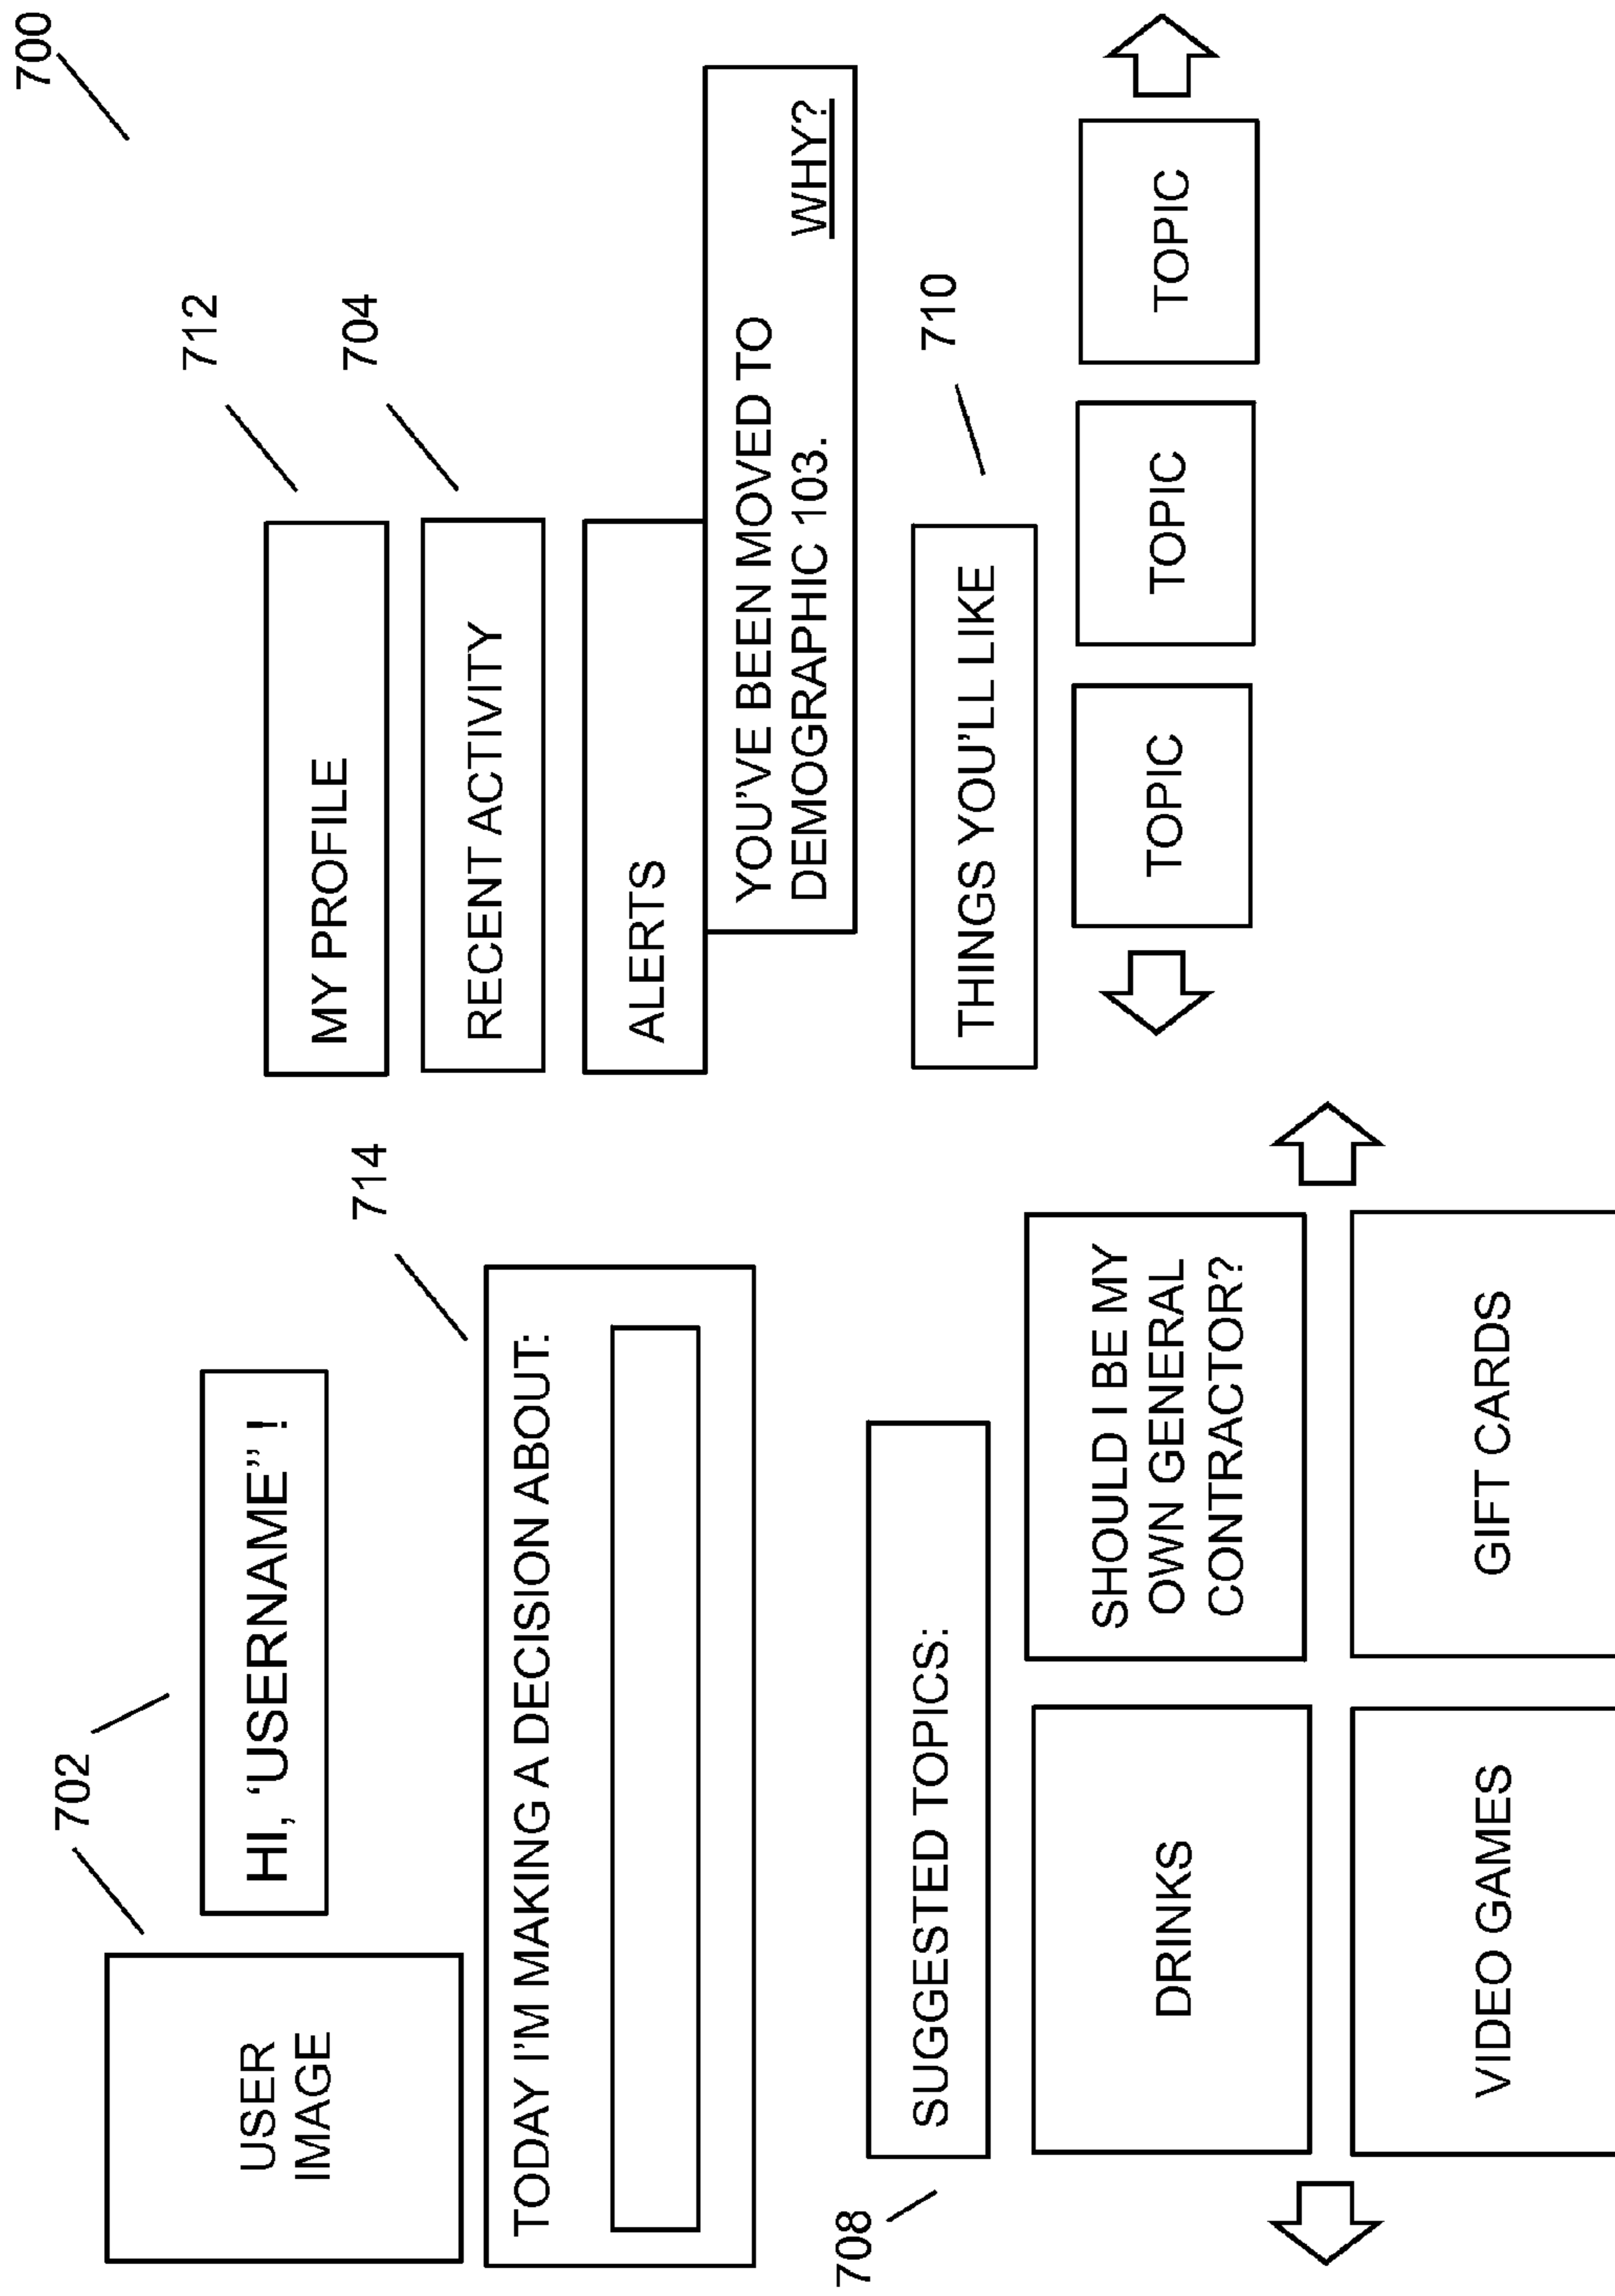 700
702
USER
IMAGE
HI, ‘USERNAME” !
714
TODAY I’M MAKING A DECISION ABOUT:
708
SUGGESTED TOPICS:
DRINKS
SHOULD I BE MY
OWN GENERAL
CONTRACTOR?
VIDEO GAMES
GIFT CARDS
712
MY PROFILE
704
RECENT ACTIVITY
ALERTS
YOU’VE BEEN MOVED TO
DEMOGRAPHIC 103.
WHY?
710
THINGS YOU’LL LIKE
TOPIC
TOPIC
TOPIC